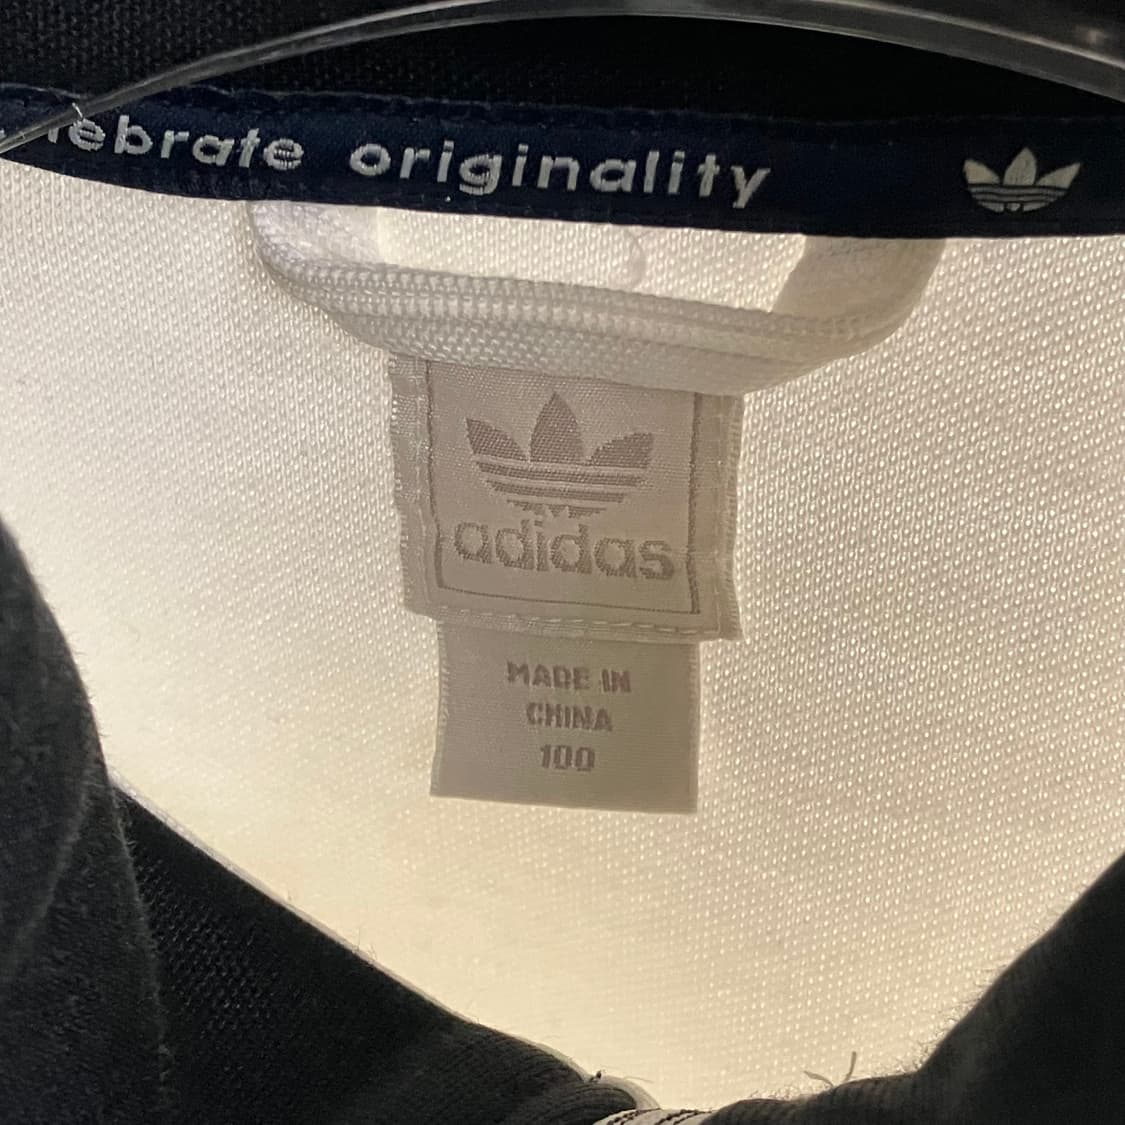 lebrate originality
adidas
MADE IN
CHINA
100